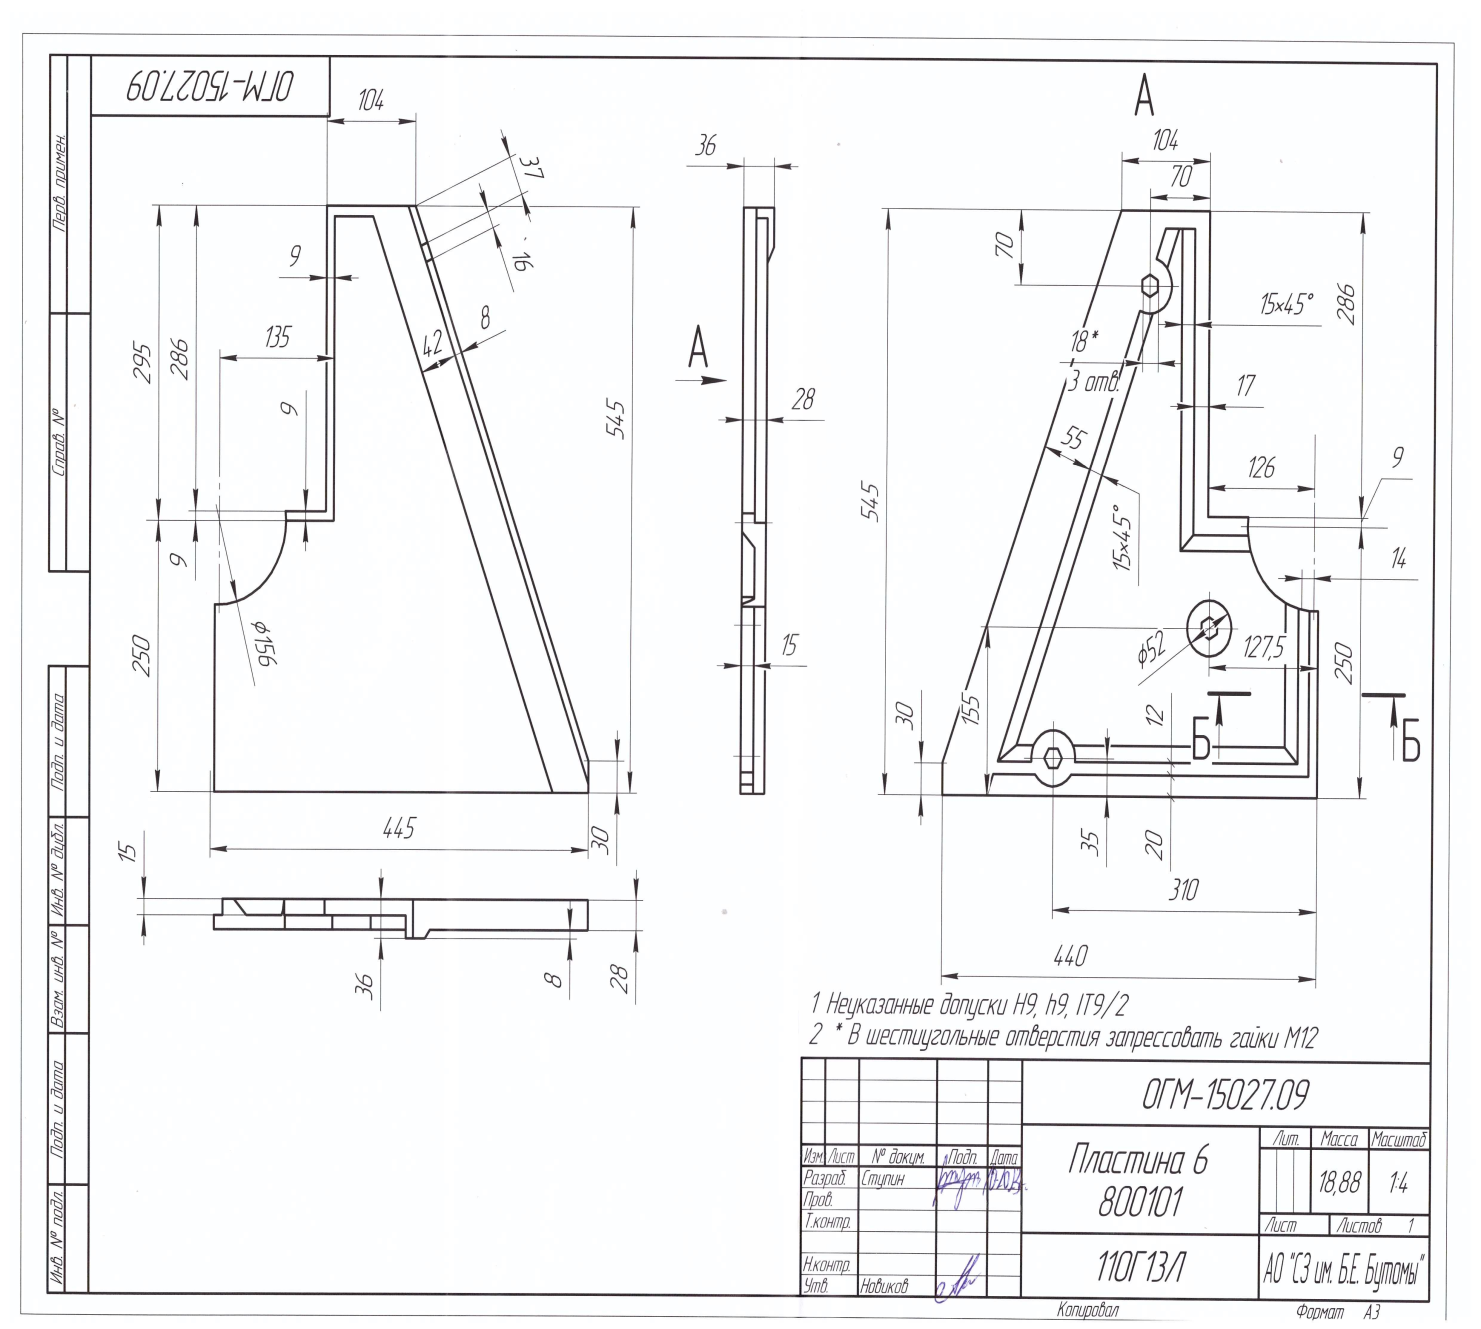 ОГМ-15027.09
Перв. примен.
Справ. №
Подп. и дата
Инв. № дубл.
Взам. инв. №
Подп. и дата
Инв. № подл.
104
37
16
9
8
42
135
295
286
9
545
9
250
⌀156
445
30
15
36
8
28
36
А
28
15
А
104
70
70
286
15×45°
18*
3 отв.
17
55
126
9
545
15×45°
14
⌀52
127,5
250
155
30
12
Б
Б
35
20
310
440
1 Неуказанные допуски Н9, h9, IT9/2
2 * В шестиугольные отверстия запрессовать гайки М12
ОГМ-15027.09
Изм. Лист № докум. Подп. Дата
Разраб. Ступин
Пров.
Т.контр.
Н.контр.
Утв. Новиков
Пластина 6
800101
110Г13Л
Лит. Масса Масштаб
18,88 1:4
Лист Листов 1
АО "СЗ им. Б.Е. Бутомы"
Копировал Формат А3